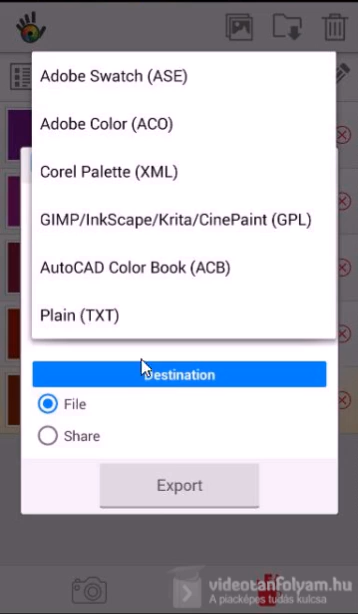 Adobe Swatch (ASE)
Adobe Color (ACO)
Corel Palette (XML)
GIMP/InkScape/Krita/CinePaint (GPL)
AutoCAD Color Book (ACB)
Plain (TXT)
Destination
File
Share
Export
videotanfolyam.hu
A piacképes tudás kulcsa